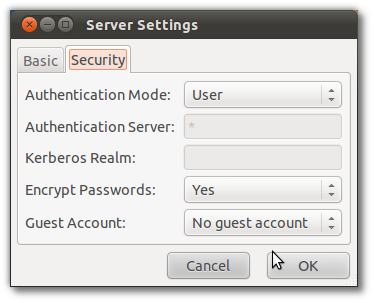 Server Settings
Basic Security
Authentication Mode: User
Authentication Server: *
Kerberos Realm:
Encrypt Passwords: Yes
Guest Account: No guest account
Cancel OK